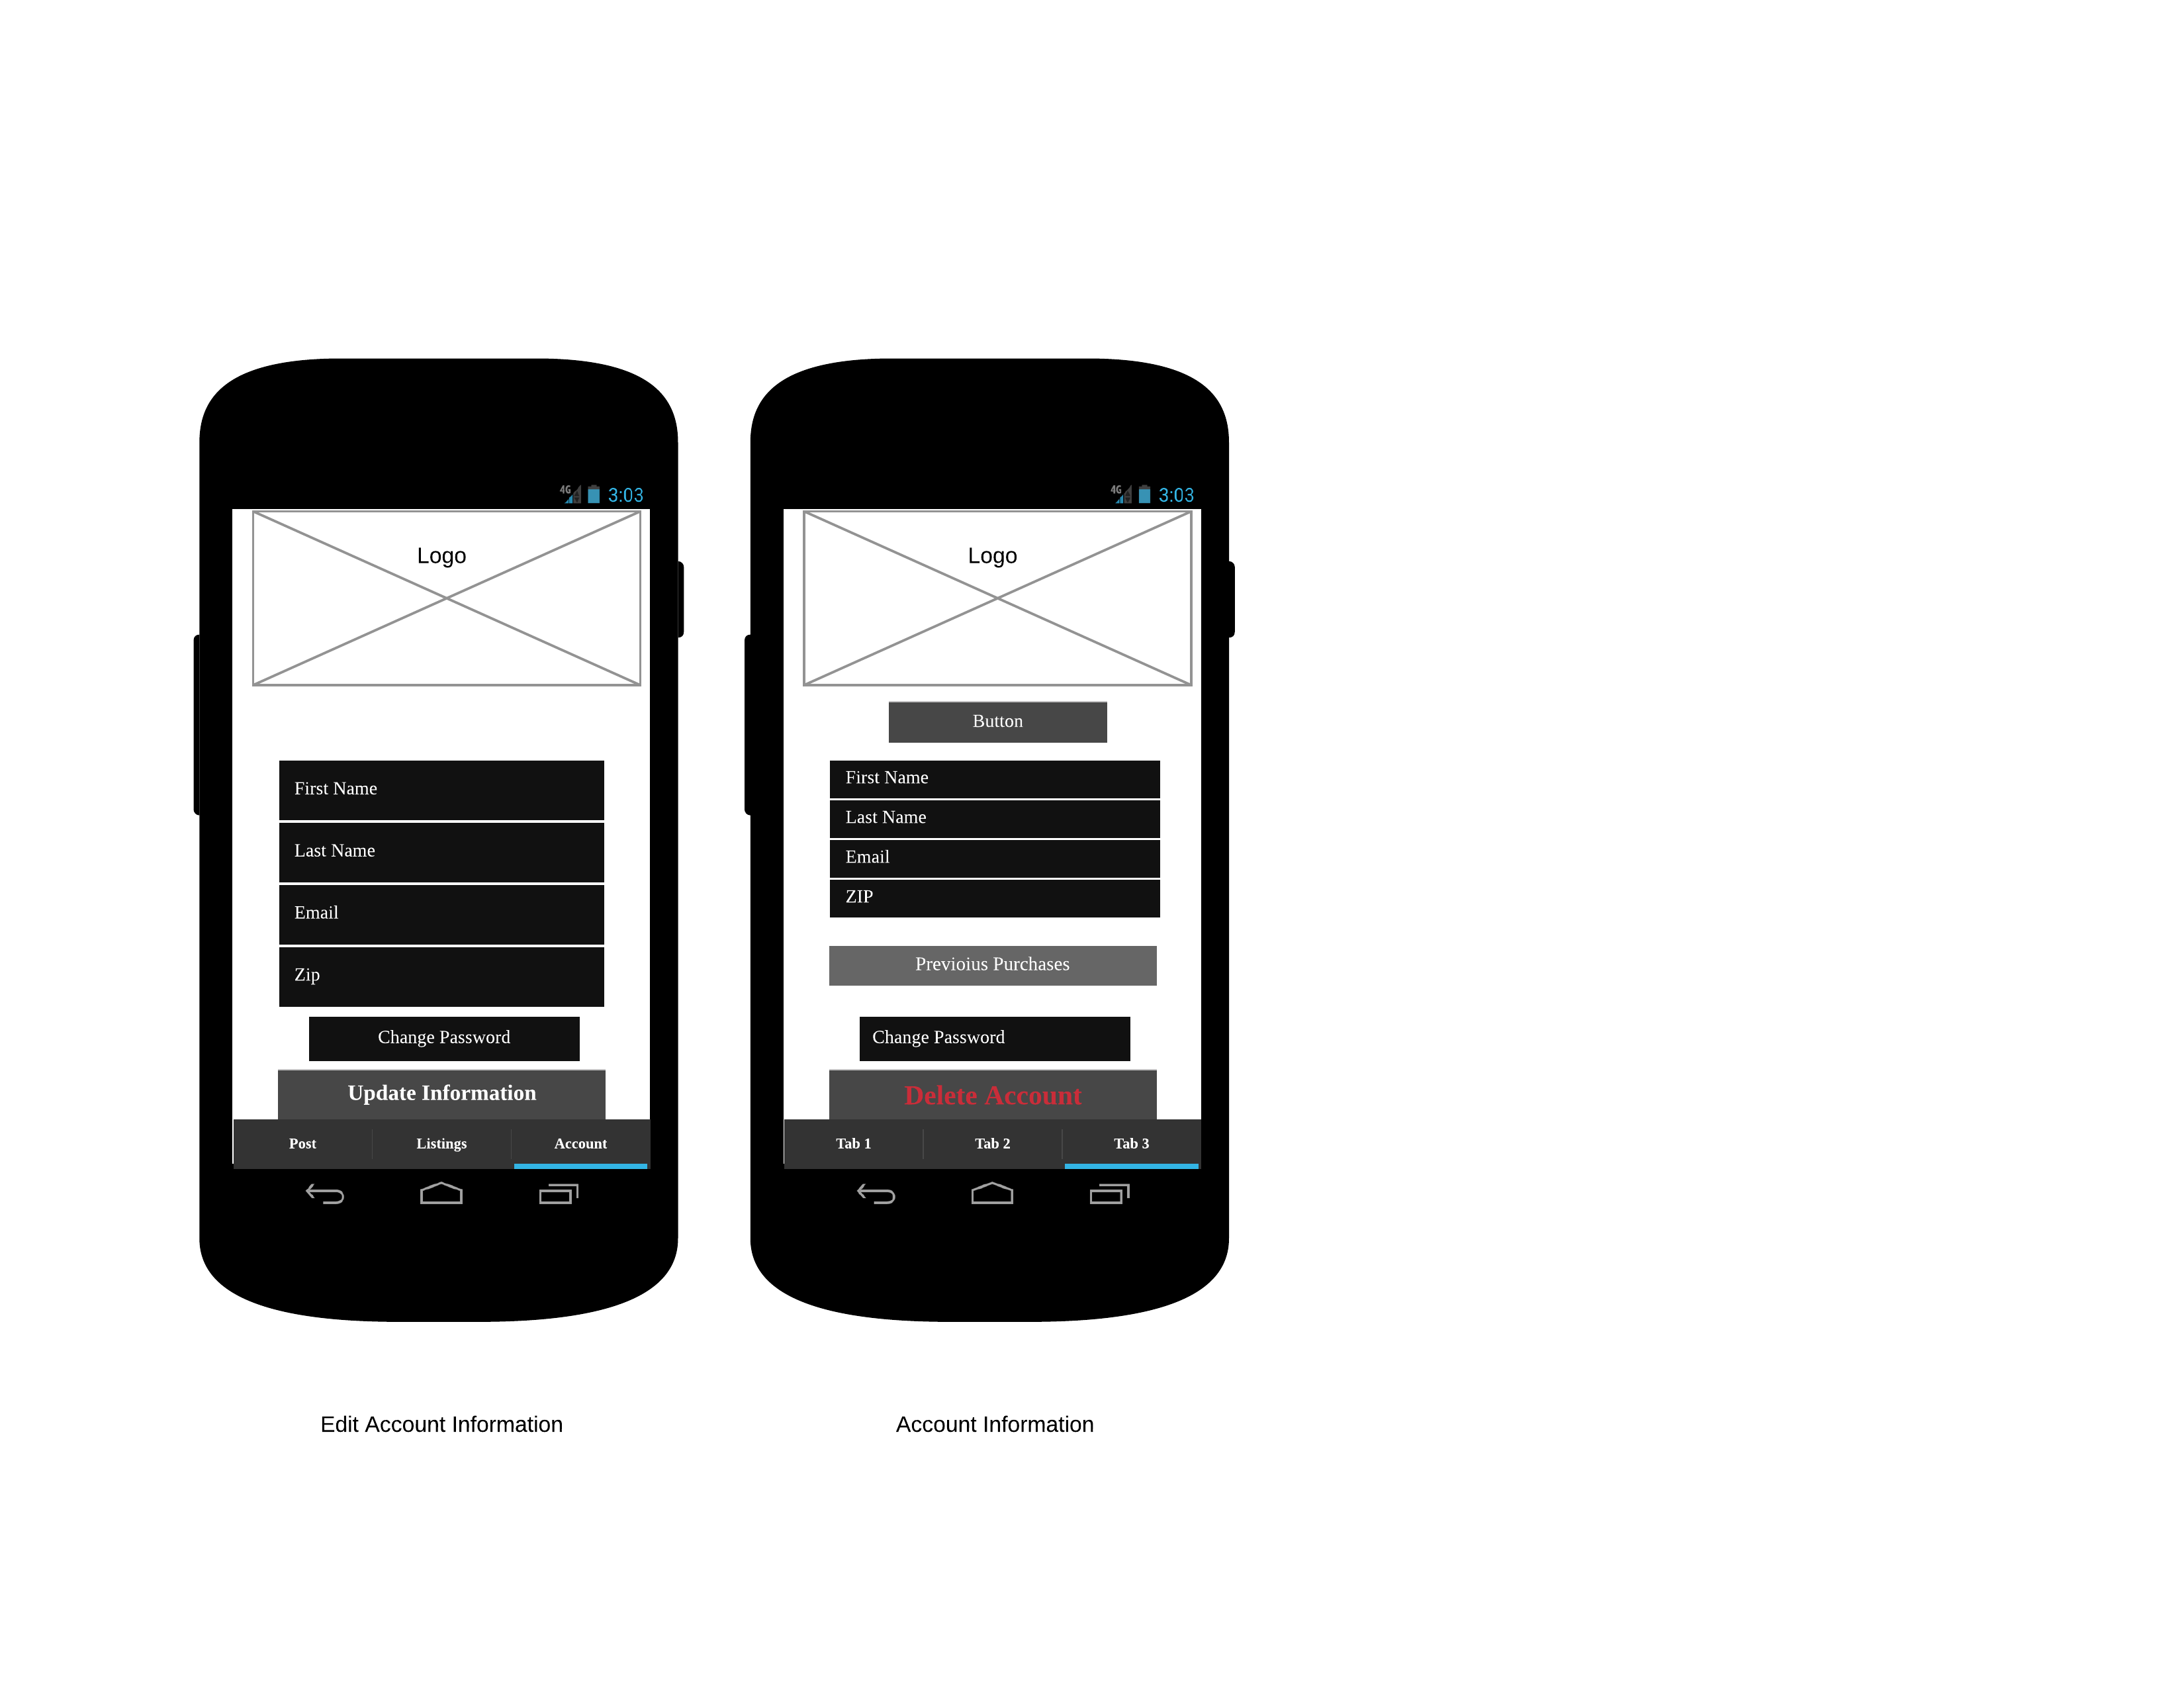 4G 3:03
Logo
First Name
Last Name
Email
Zip
Change Password
Update Information
Post Listings Account
Edit Account Information
4G 3:03
Logo
Button
First Name
Last Name
Email
ZIP
Previoius Purchases
Change Password
Delete Account
Tab 1 Tab 2 Tab 3
Account Information